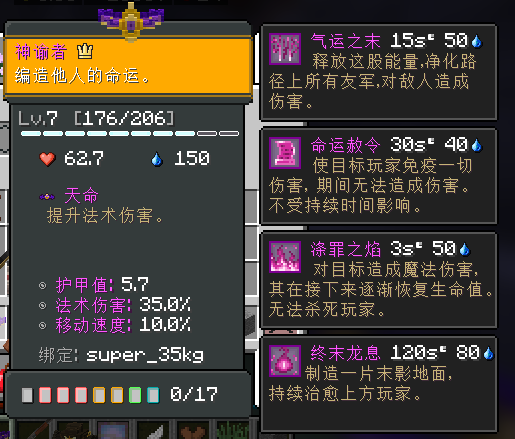 神谕者
编造他人的命运。
Lv.7 [176/206]
62.7 150
天命
提升法术伤害。
护甲值: 5.7
法术伤害: 35.0%
移动速度: 10.0%
绑定: super_35kg
0/17
气运之末 15s 50
释放这股能量,净化路
径上所有友军,对敌人造成
伤害。
命运赦令 30s 40
使目标玩家免疫一切
伤害, 期间无法造成伤害。
不受持续时间影响。
涤罪之焰 3s 50
对目标造成魔法伤害,
其在接下来逐渐恢复生命值。
无法杀死玩家。
终末龙息 120s 80
制造一片末影地面,
持续治愈上方玩家。